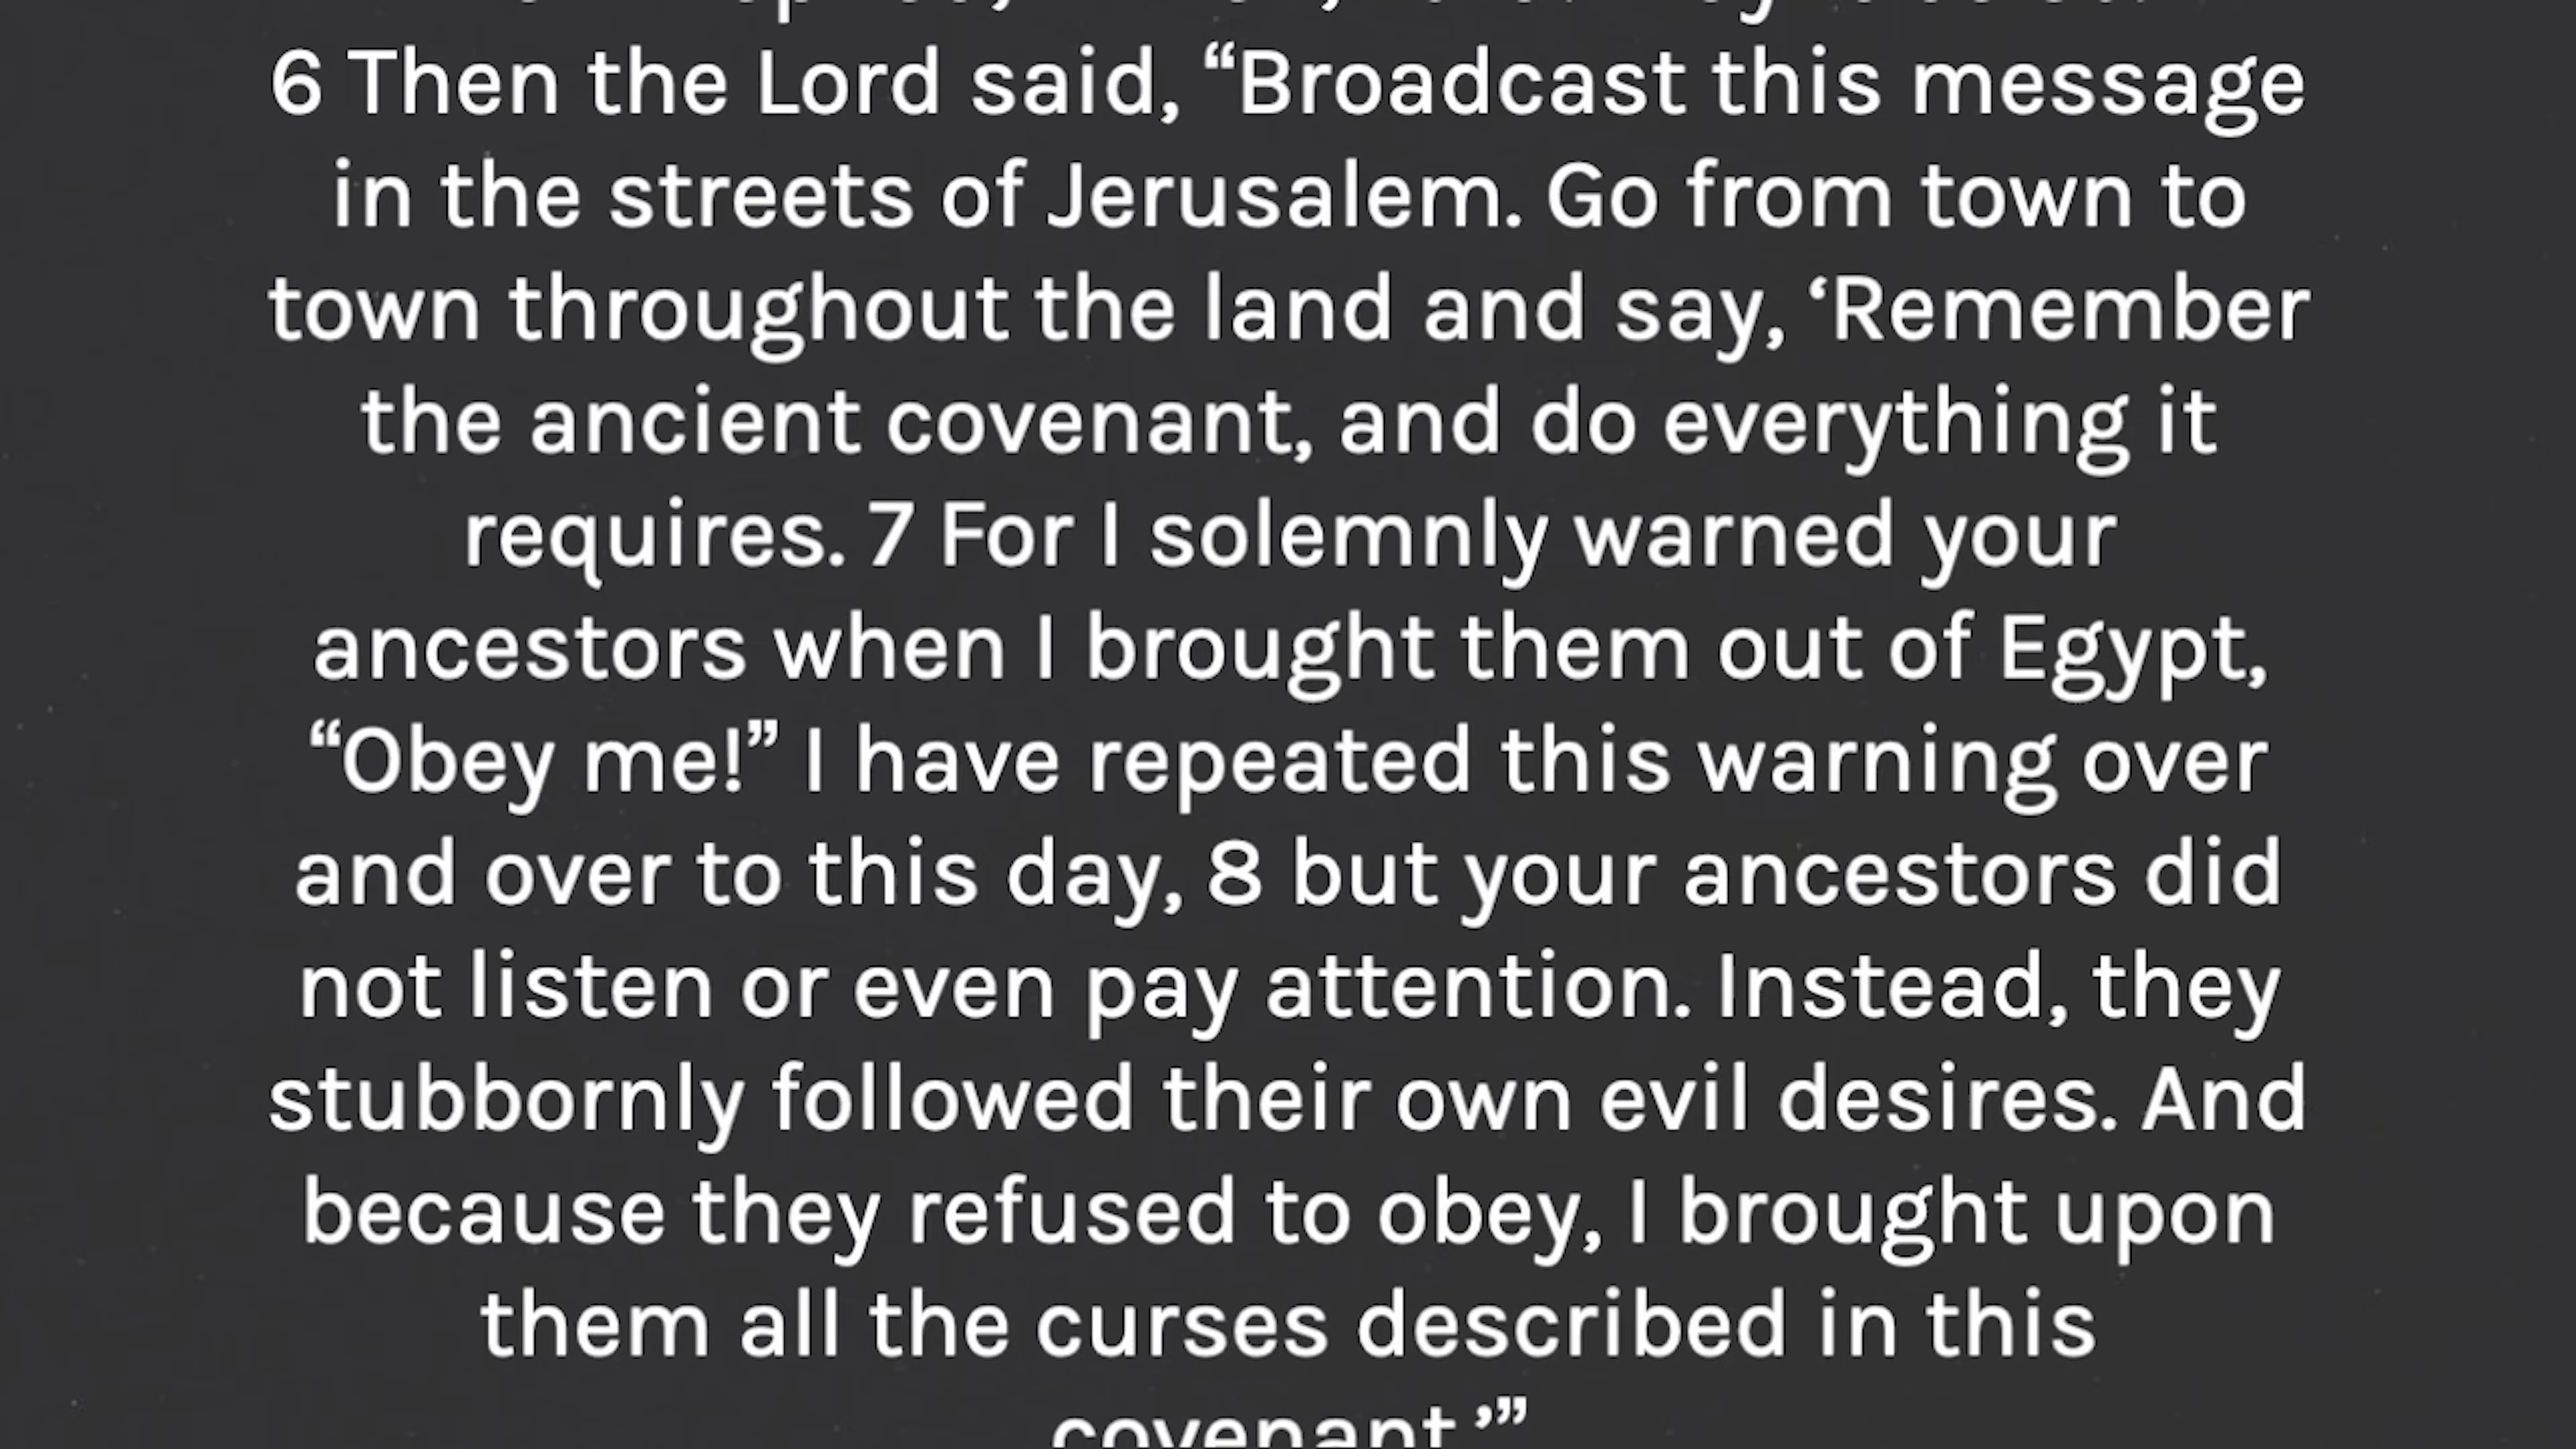 6 Then the Lord said, “Broadcast this message
in the streets of Jerusalem. Go from town to
town throughout the land and say, ‘Remember
the ancient covenant, and do everything it
requires. 7 For I solemnly warned your
ancestors when I brought them out of Egypt,
“Obey me!” I have repeated this warning over
and over to this day, 8 but your ancestors did
not listen or even pay attention. Instead, they
stubbornly followed their own evil desires. And
because they refused to obey, I brought upon
them all the curses described in this
covenant.’”